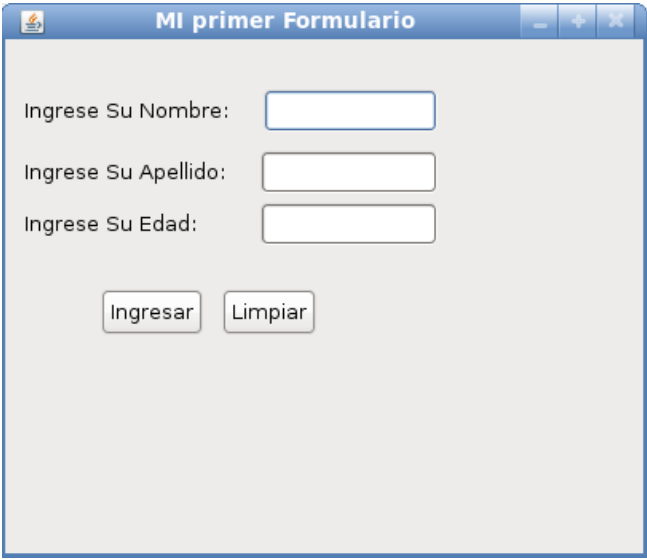 MI primer Formulario
Ingrese Su Nombre:
Ingrese Su Apellido:
Ingrese Su Edad:
Ingresar Limpiar